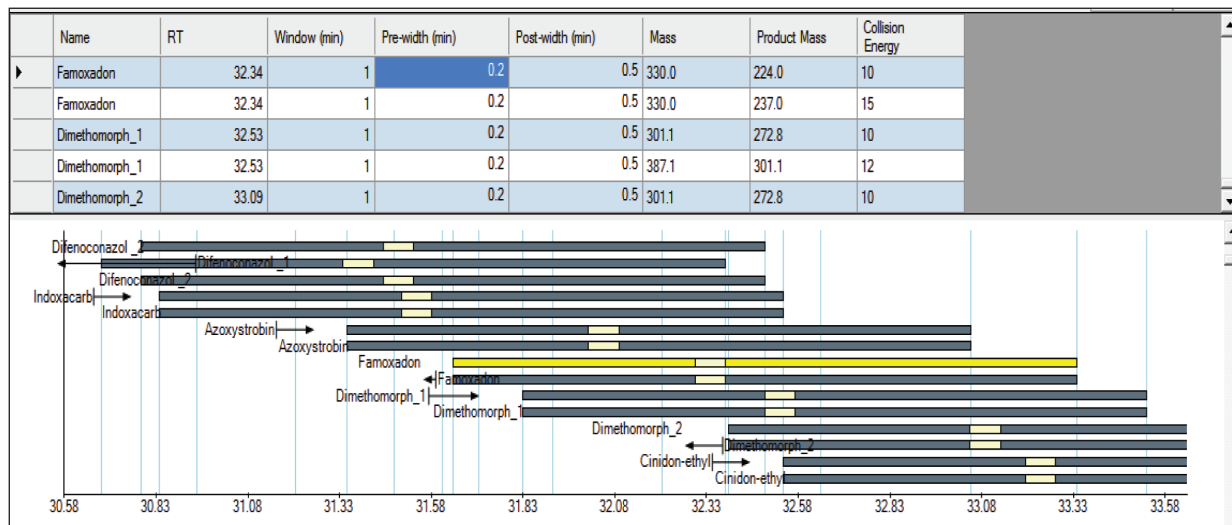 Name RT Window (min) Pre-width (min) Post-width (min) Mass Product Mass Collision Energy
Famoxadon 32.34 1 0.2 0.5 330.0 224.0 10
Famoxadon 32.34 1 0.2 0.5 330.0 237.0 15
Dimethomorph_1 32.53 1 0.2 0.5 301.1 272.8 10
Dimethomorph_1 32.53 1 0.2 0.5 387.1 301.1 12
Dimethomorph_2 33.09 1 0.2 0.5 301.1 272.8 10
Difenoconazol_2
Difenoconazol_1
Difenoconazol_2
Indoxacarb
Indoxacarb
Azoxystrobin
Azoxystrobin
Famoxadon
Famoxadon
Dimethomorph_1
Dimethomorph_1
Dimethomorph_2
Dimethomorph_2
Cinidon-ethyl
Cinidon-ethyl
30.58 30.83 31.08 31.33 31.58 31.83 32.08 32.33 32.58 32.83 33.08 33.33 33.58